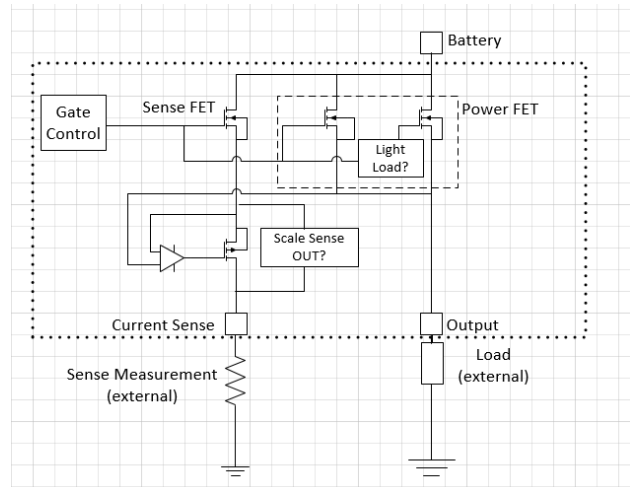 Battery
Gate
Control
Sense FET
Power FET
Light
Load?
Scale Sense
OUT?
Current Sense
Output
Sense Measurement
(external)
Load
(external)